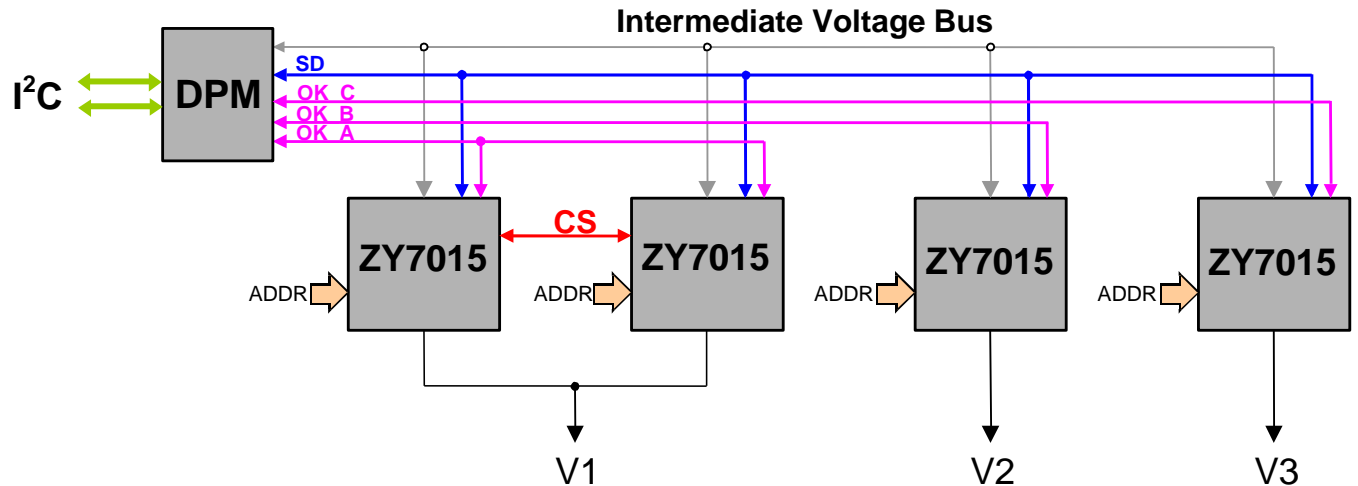 Intermediate Voltage Bus
I²C
DPM
SD
OK_C
OK_B
OK_A
ZY7015
CS
ZY7015
ZY7015
ZY7015
ADDR
ADDR
ADDR
ADDR
V1
V2
V3